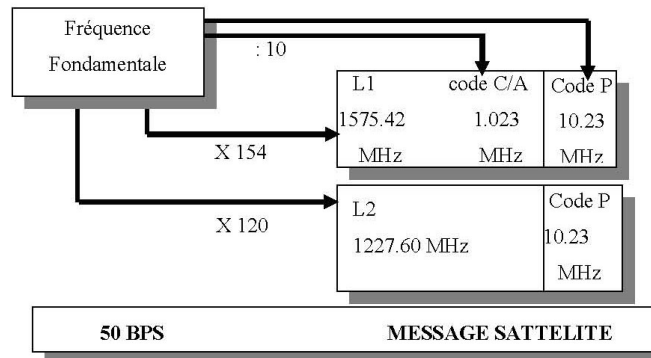 Fréquence
Fondamentale
: 10
L1 code C/A Code P
1575.42 1.023 10.23
MHz MHz MHz
X 154
L2 Code P
1227.60 MHz 10.23
MHz
X 120
50 BPS MESSAGE SATTELITE